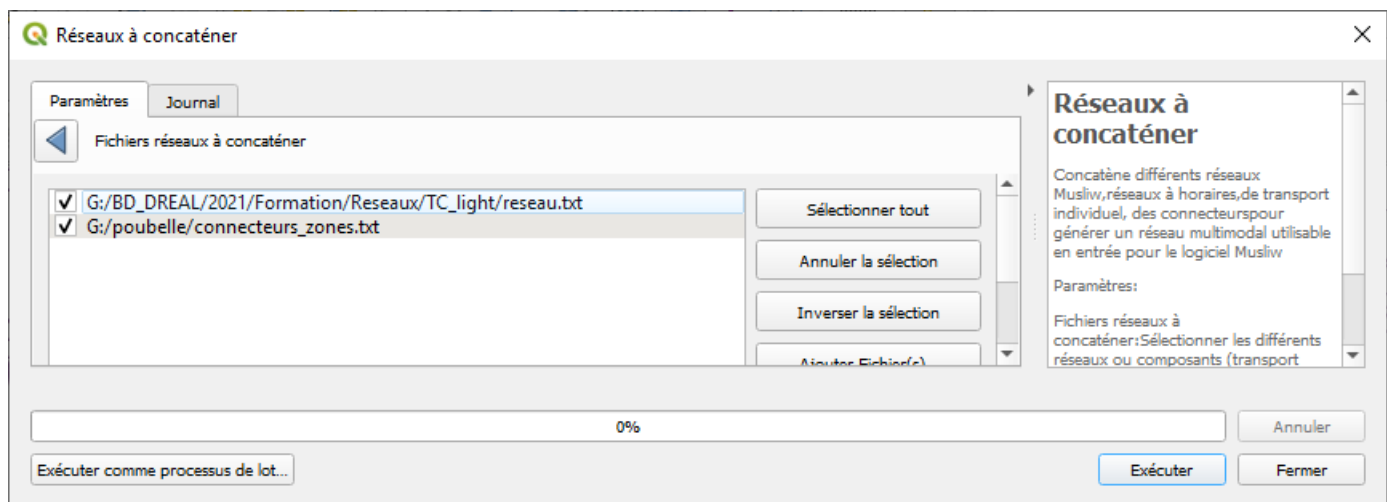 Réseaux à concaténer
Paramètres
Journal
Fichiers réseaux à concaténer
G:/BD_DREAL/2021/Formation/Reseaux/TC_light/reseau.txt
G:/poubelle/connecteurs_zones.txt
Sélectionner tout
Annuler la sélection
Inverser la sélection
Ajouter Fichier(s)...
Réseaux à
concaténer
Concatène différents réseaux
Musliw,réseaux à horaires,de transport
individuel, des connecteurspour
générer un réseau multimodal utilisable
en entrée pour le logiciel Musliw
Paramètres:
Fichiers réseaux à
concaténer:Sélectionner les différents
réseaux ou composants (transport
0%
Annuler
Exécuter comme processus de lot...
Exécuter
Fermer